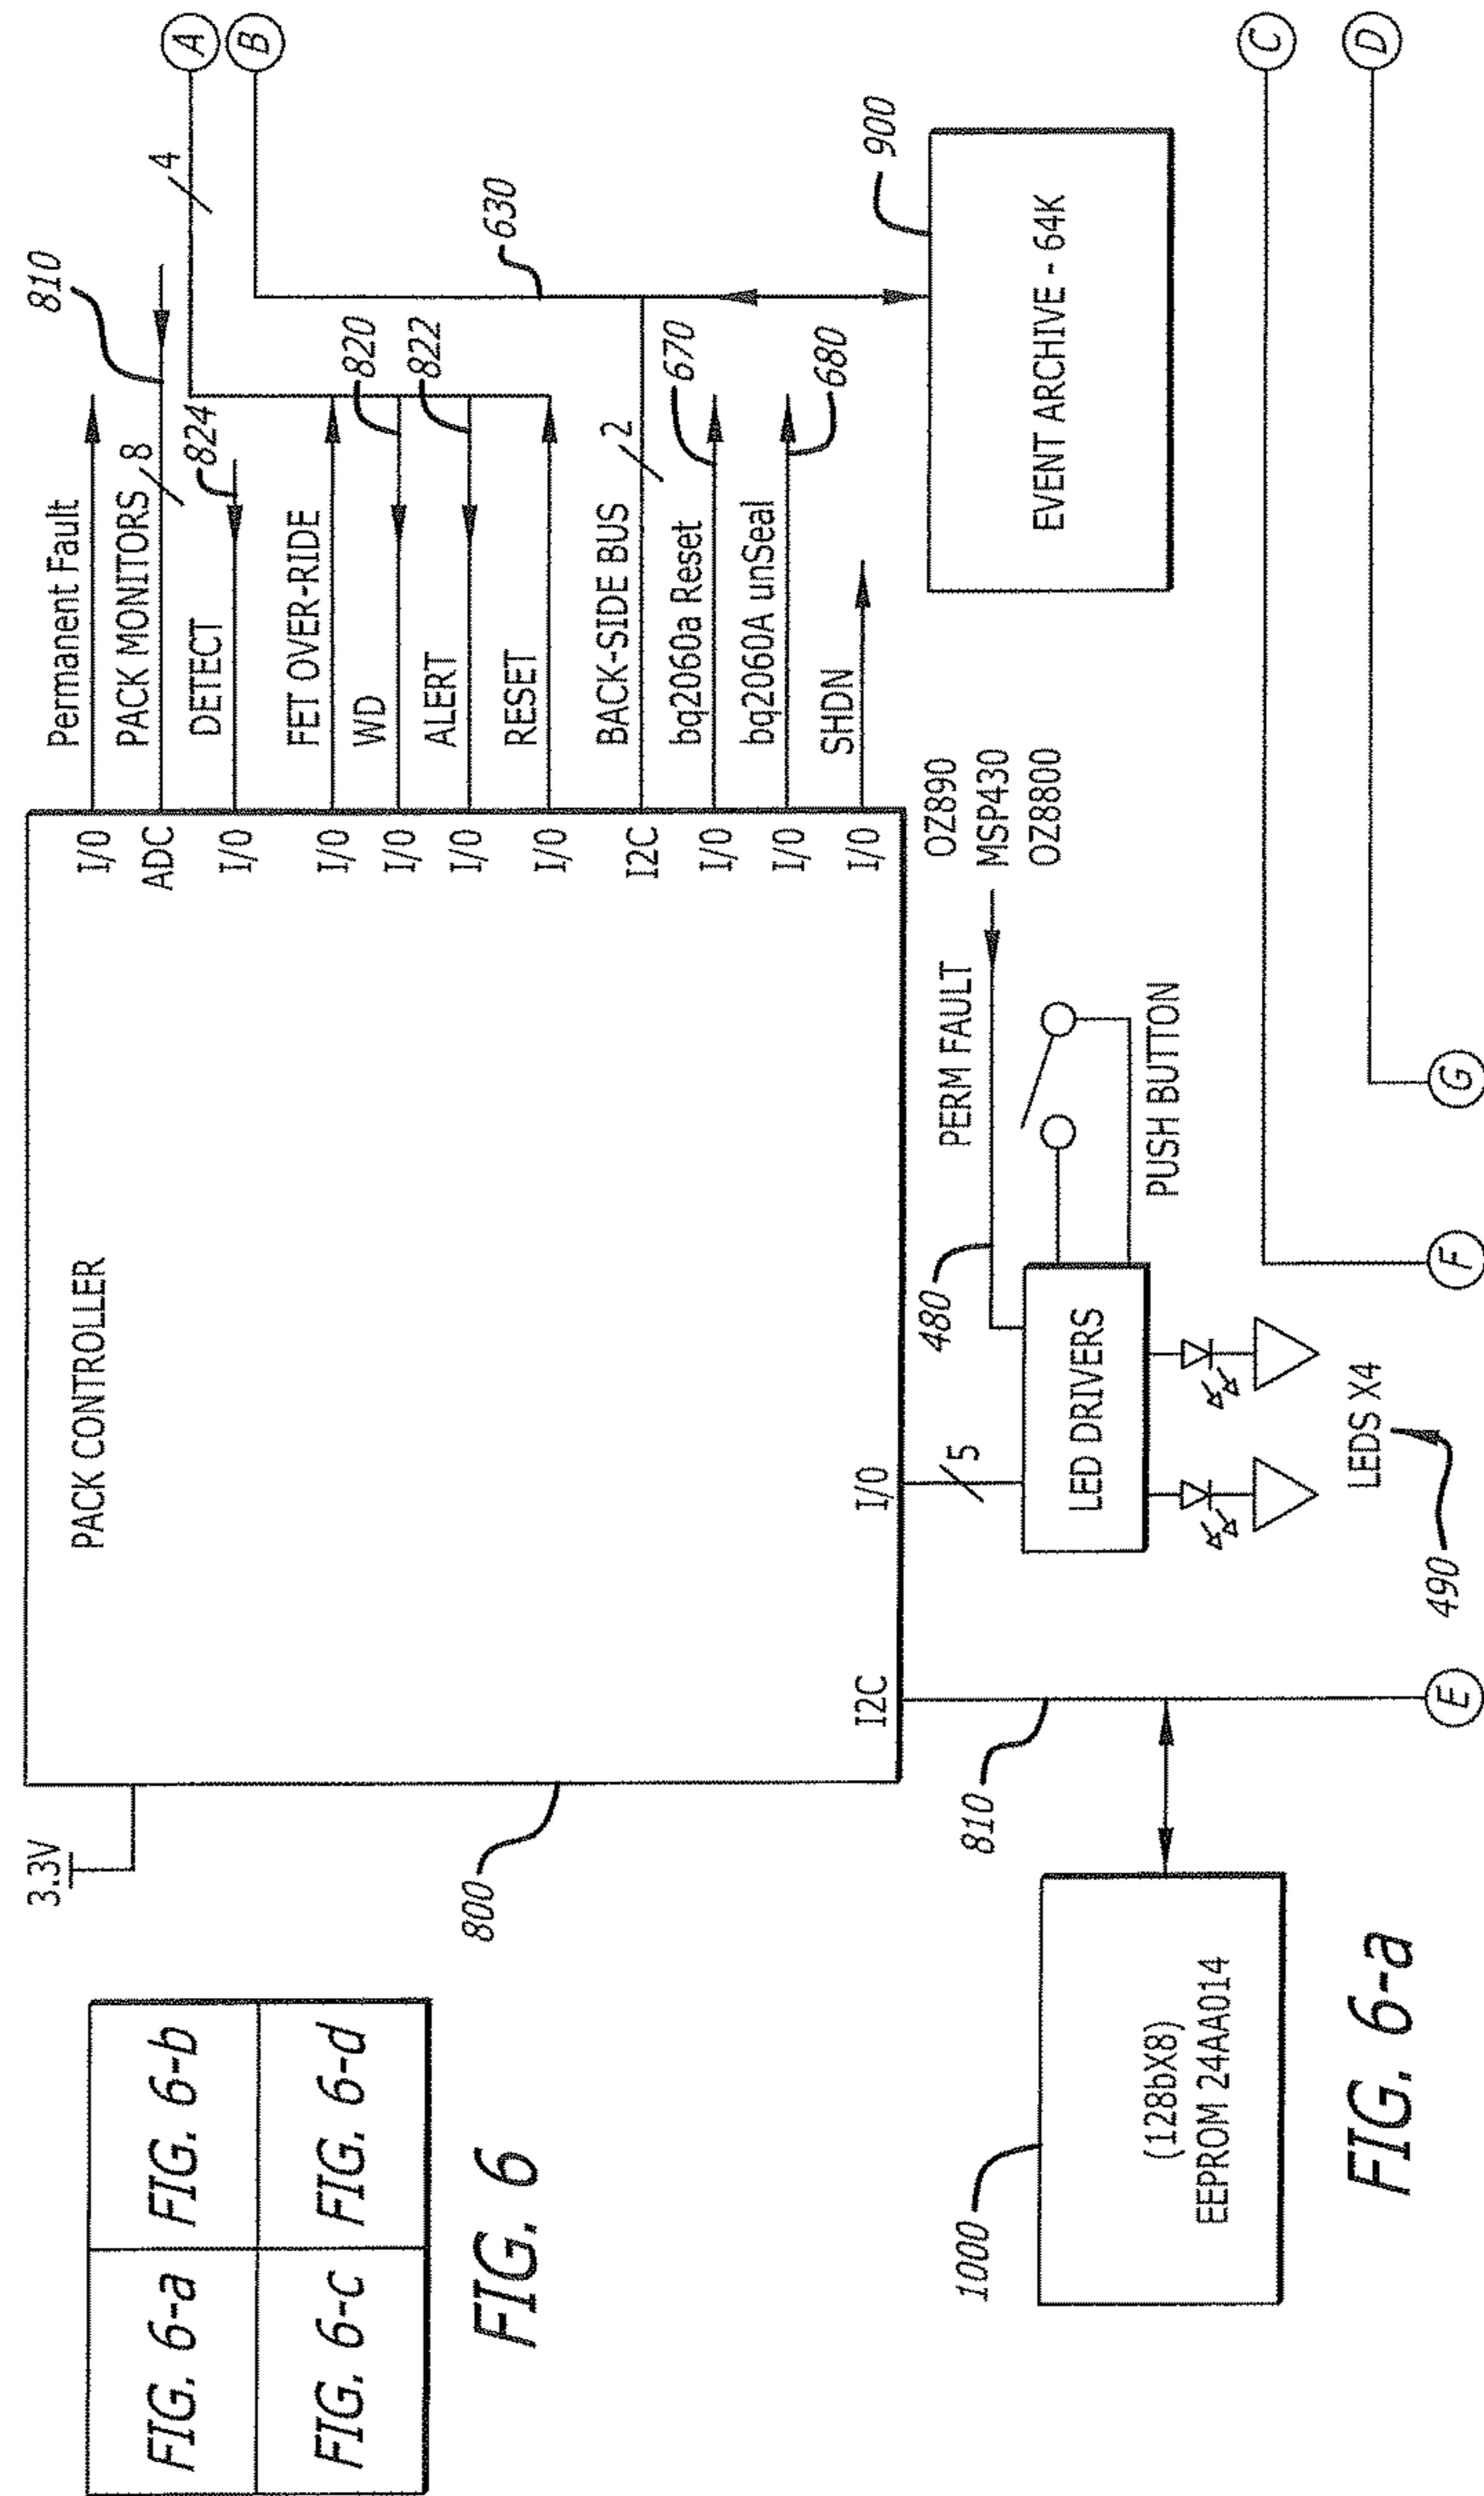 FIG. 6-a
FIG. 6-b
FIG. 6-c
FIG. 6-d
FIG. 6
3.3V
800
PACK CONTROLLER
I/O
Permanent Fault
810
ADC
PACK MONITORS
8
I/O
DETECT
824
4
A
B
I/O
FET OVER-RIDE
I/O
WD
820
I/O
ALERT
822
I/O
RESET
630
I2C
BACK-SIDE BUS
2
I/O
bq2060a Reset
670
I/O
bq2060A unSeal
680
I/O
SHDN
900
EVENT ARCHIVE - 64K
I2C
I/O
5
810
1000
(128bX8)
EEPROM 24AA014
480
PERM FAULT
OZ890
MSP430
OZ8800
LED DRIVERS
PUSH BUTTON
LEDS X4
490
C
D
E
F
G
FIG. 6-a